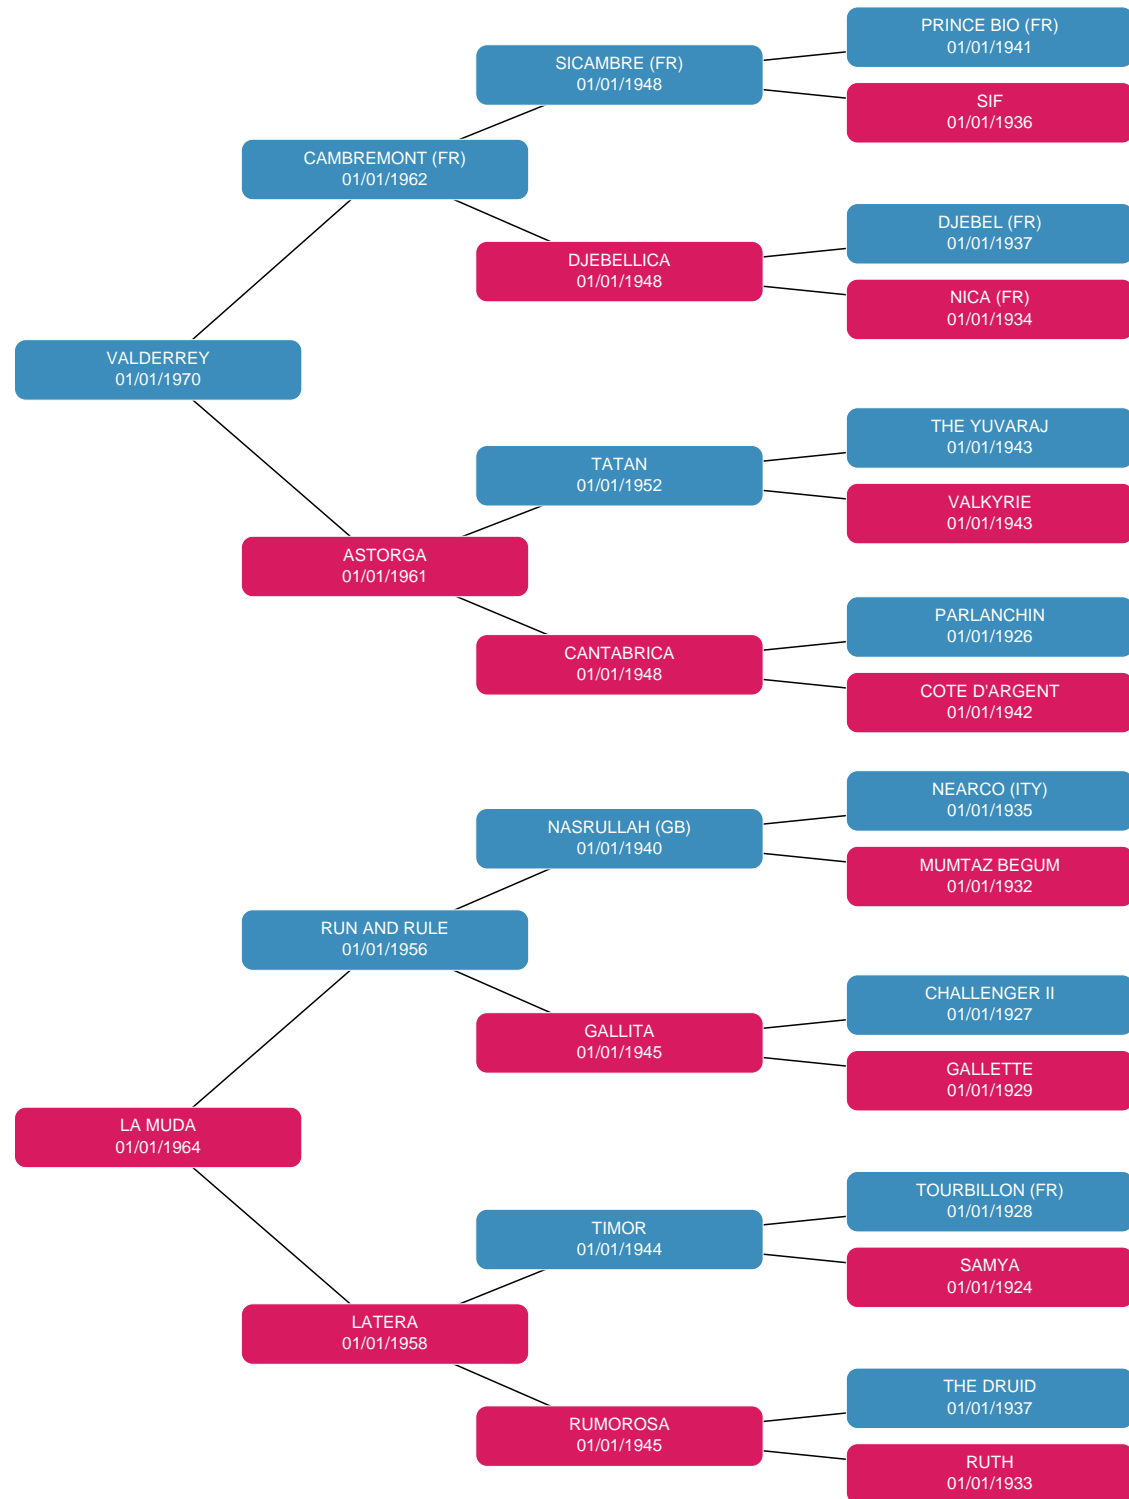 PRINCE BIO (FR)
01/01/1941
SICAMBRE (FR)
01/01/1948
SIF
01/01/1936
CAMBREMONT (FR)
01/01/1962
DJEBEL (FR)
01/01/1937
DJEBELLICA
01/01/1948
NICA (FR)
01/01/1934
VALDERREY
01/01/1970
THE YUVARAJ
01/01/1943
TATAN
01/01/1952
VALKYRIE
01/01/1943
ASTORGA
01/01/1961
PARLANCHIN
01/01/1926
CANTABRICA
01/01/1948
COTE D'ARGENT
01/01/1942
NEARCO (ITY)
01/01/1935
NASRULLAH (GB)
01/01/1940
MUMTAZ BEGUM
01/01/1932
RUN AND RULE
01/01/1956
CHALLENGER II
01/01/1927
GALLITA
01/01/1945
GALLETTE
01/01/1929
LA MUDA
01/01/1964
TOURBILLON (FR)
01/01/1928
TIMOR
01/01/1944
SAMYA
01/01/1924
LATERA
01/01/1958
THE DRUID
01/01/1937
RUMOROSA
01/01/1945
RUTH
01/01/1933